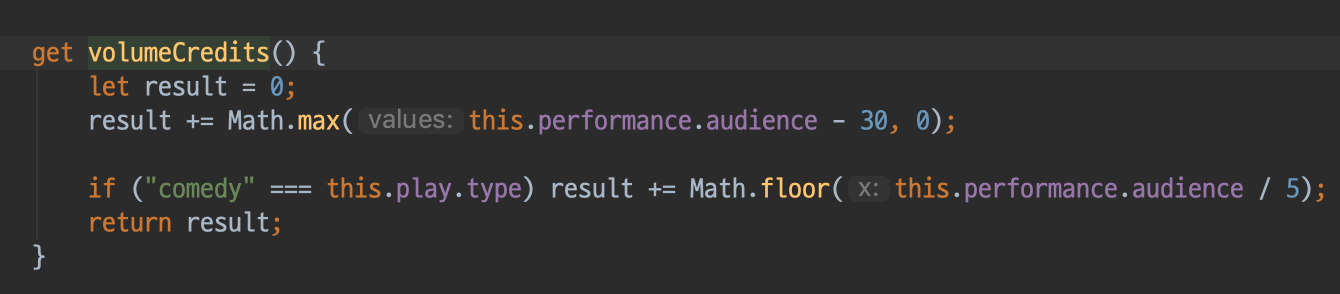 get volumeCredits() {
let result = 0;
result += Math.max( values: this.performance.audience - 30, 0);
if ("comedy" === this.play.type) result += Math.floor( x: this.performance.audience / 5);
return result;
}